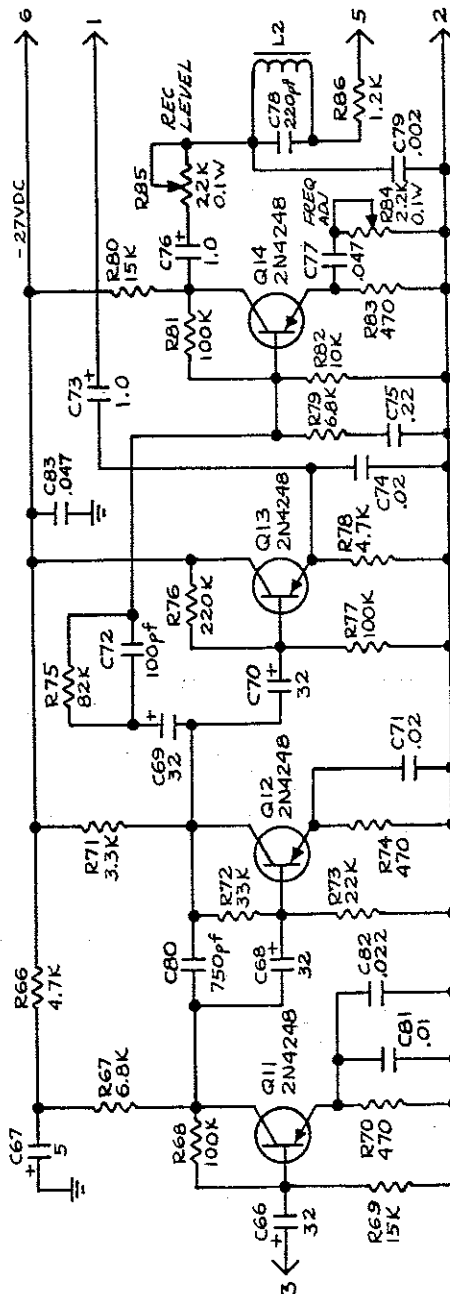 6
1
5
2
3
-27VDC
C67
5
R66
4.7K
R67
6.8K
R68
100K
C66
32
R69
15K
Q11
2N4248
R70
470
C81
.01
C82
.022
C80
750pf
C68
32
R71
3.3K
R72
33K
R73
22K
Q12
2N4248
R74
470
C71
.02
C69
32
R75
82K
C72
100pf
C70
32
R76
220K
R77
100K
Q13
2N4248
R78
4.7K
C74
.02
C83
.047
C73
1.0
R79
6.8K
C75
.22
R80
15K
R81
100K
R82
10K
Q14
2N4248
R83
470
C76
1.0
R85
22K
0.1W
REC
LEVEL
C77
.047
FREQ
ADJ
R84
2.2K
0.1W
C78
220pf
L2
R86
1.2K
C79
.002